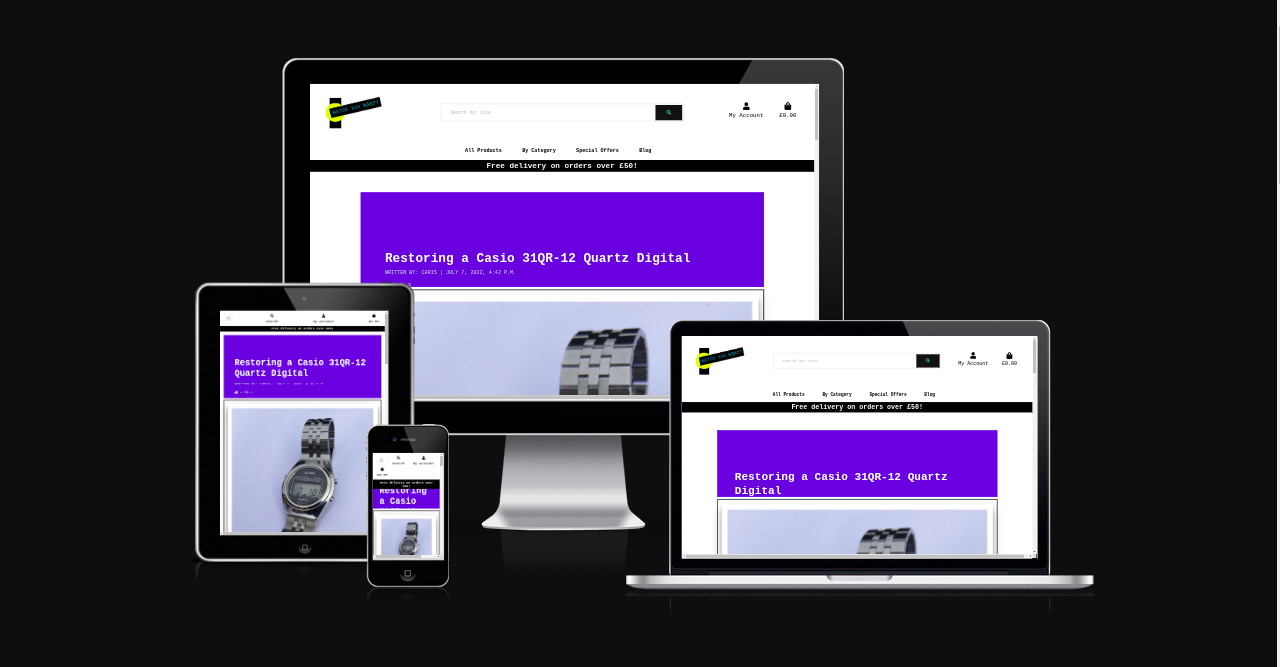 WATCH YOU WANT?
Search our site
My Account
£0.00
All Products By Category Special Offers Blog
Free delivery on orders over £50!
Restoring a Casio 31QR-12 Quartz Digital
WRITTEN BY: CHRIS | JULY 7, 2022, 4:42 P.M.
Search
My Account
Free delivery on orders over £50!
Restoring a Casio 31QR-12
Quartz Digital
Search
My Account
Free delivery on orders over
£50!
Restoring
a Casio
WATCH YOU WANT?
Search our site
My Account
£0.00
All Products By Category Special Offers Blog
Free delivery on orders over £50!
Restoring a Casio 31QR-12 Quartz
Digital